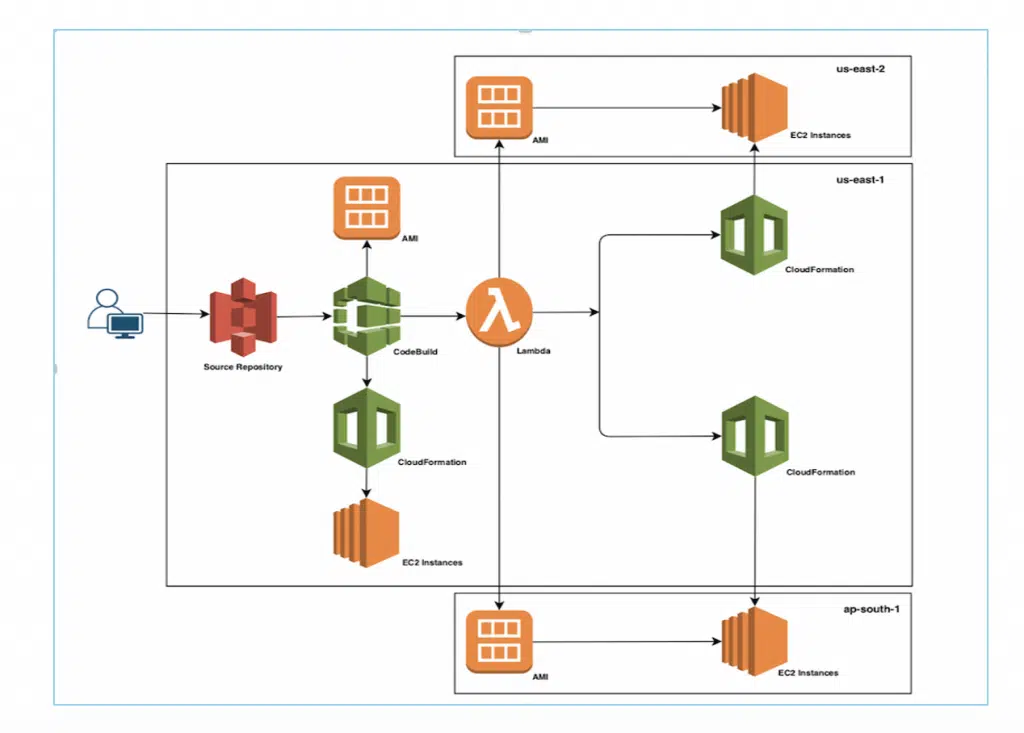 us-east-2
AMI
EC2 Instances
us-east-1
AMI
CloudFormation
Source Repository
CodeBuild
Lambda
CloudFormation
CloudFormation
EC2 Instances
ap-south-1
AMI
EC2 Instances